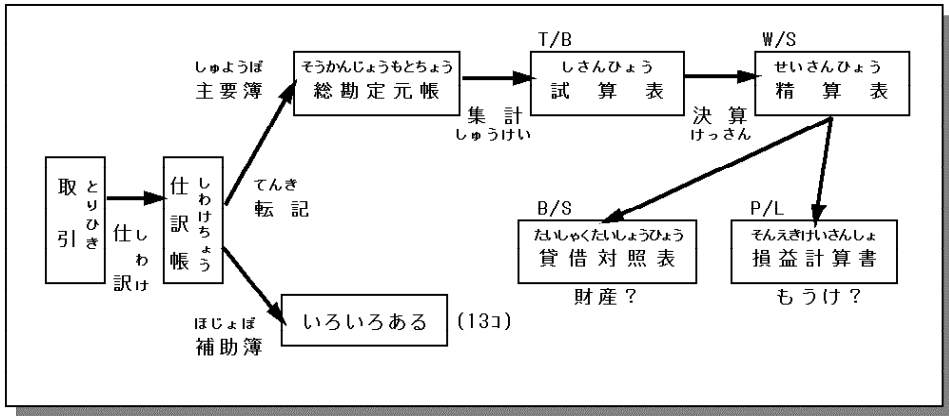 とりひき
取引
しわけ
仕訳
しわけちょう
仕訳帳
しゅようぼ
主要簿
てんき
転記
ほじょぼ
補助簿
そうかんじょうもとちょう
総勘定元帳
いろいろある
(13コ)
集計
しゅうけい
T/B
しさんひょう
試算表
決算
けっさん
W/S
せいさんひょう
精算表
B/S
たいしゃくたいしょうひょう
貸借対照表
財産？
P/L
そんえきけいさんしょ
損益計算書
もうけ？